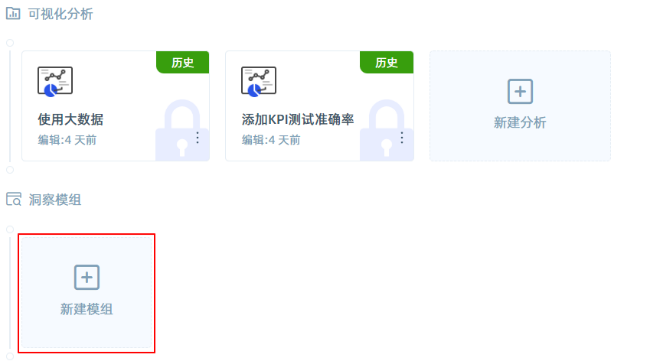 可视化分析
历史
使用大数据
编辑:4 天前
历史
添加KPI测试准确率
编辑:4 天前
新建分析
洞察模组
新建模组